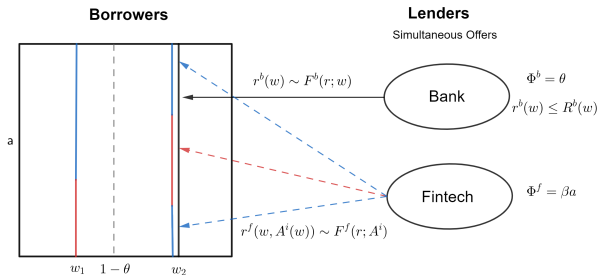 Borrowers
Lenders
Simultaneous Offers
r^b(w) ∼ F^b(r; w)
Bank
Φ^b = θ
r^b(w) ≤ R^b(w)
a
Fintech
Φ^f = βa
r^f(w, A^i(w)) ∼ F^f(r; A^i)
w_1
1 − θ
w_2